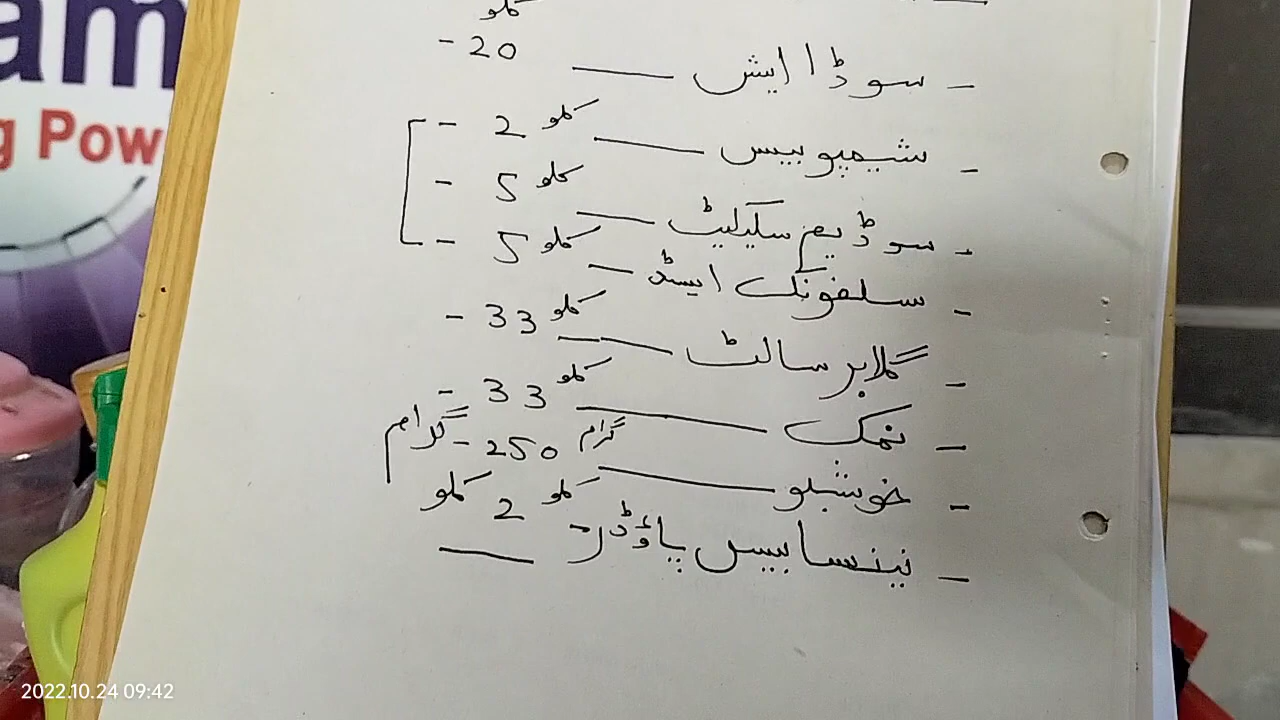 am
g Pow
کلو
- سوڈا ایش — 20 -
- شیمپو بیس — 2 کلو -
- سوڈیم سیلیکیٹ — 5 کلو -
- سلفونک ایسڈ — 5 کلو -
- گلابر سالٹ — 33 کلو -
- نمک — 33 کلو -
- خوشبو — 250 گرام - گرام
- نینسا بیس پاؤڈر - 2 کلو کلو
2022.10.24 09:42